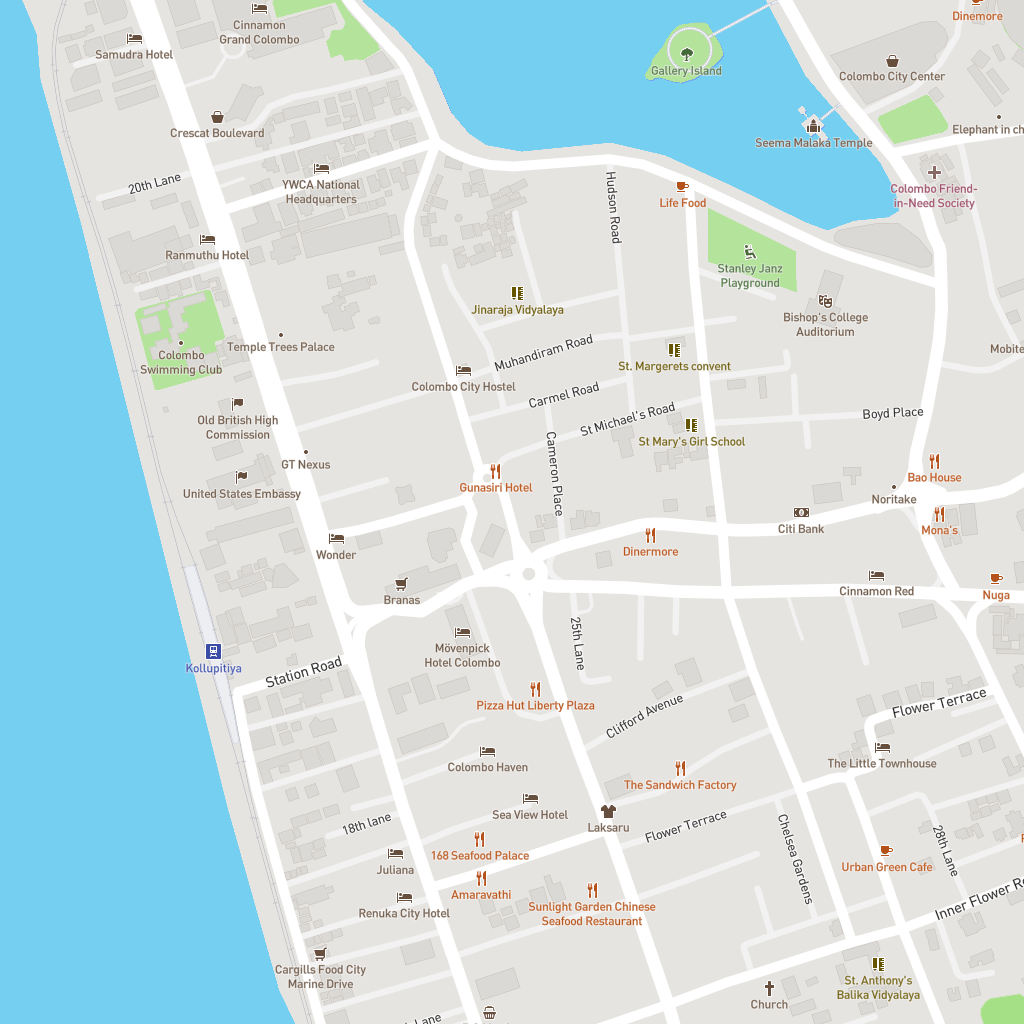 Dinemore
Cinnamon
Grand Colombo
Samudra Hotel
Gallery Island
Colombo City Center
Crescat Boulevard
Elephant in ch
Seema Malaka Temple
20th Lane
YWCA National
Headquarters
Hudson Road
Life Food
Colombo Friend-
in-Need Society
Ranmuthu Hotel
Stanley Janz
Playground
Jinaraja Vidyalaya
Bishop's College
Auditorium
Temple Trees Palace
Colombo
Swimming Club
Muhandiram Road
Mobite
St. Margerets convent
Colombo City Hostel
Carmel Road
Old British High
Commission
St Michael's Road
Boyd Place
St Mary's Girl School
GT Nexus
Cameron Place
Bao House
United States Embassy
Gunasiri Hotel
Noritake
Citi Bank
Mona's
Wonder
Dinermore
Branas
Cinnamon Red
Nuga
25th Lane
Mövenpick
Hotel Colombo
Kollupitiya
Station Road
Pizza Hut Liberty Plaza
Clifford Avenue
Flower Terrace
Colombo Haven
The Little Townhouse
The Sandwich Factory
Sea View Hotel
18th lane
Laksaru
Flower Terrace
Chelsea Gardens
28th Lane
168 Seafood Palace
Juliana
Urban Green Cafe
Amaravathi
Renuka City Hotel
Sunlight Garden Chinese
Seafood Restaurant
Inner Flower Ro
Cargills Food City
Marine Drive
St. Anthony's
Balika Vidyalaya
Church
Lane